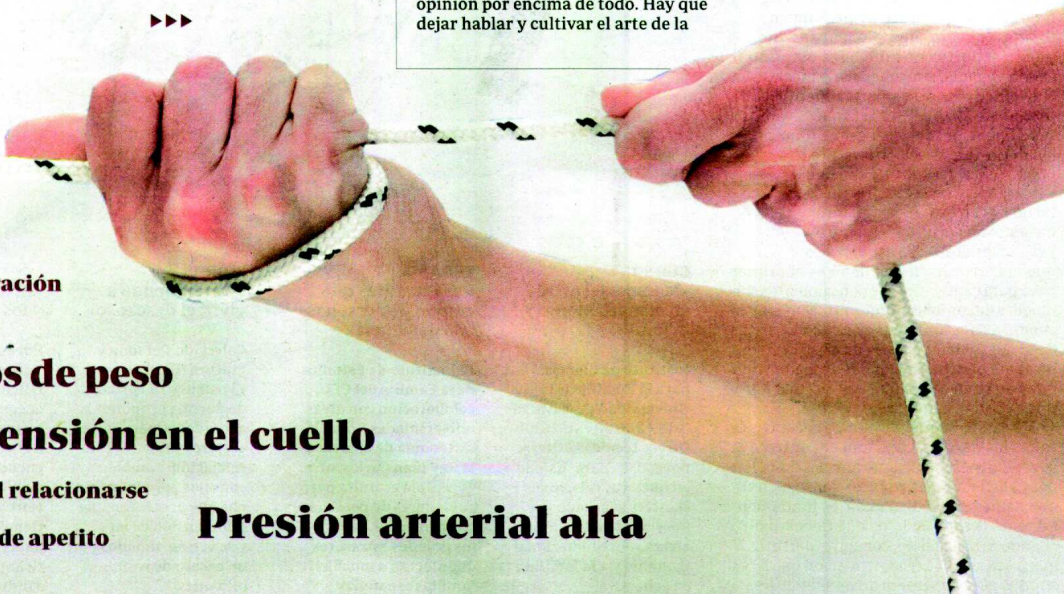 opinión por encima de todo. Hay que
dejar hablar y cultivar el arte de la
ación
os de peso
ensión en el cuello
relacionarse
de apetito
Presión arterial alta